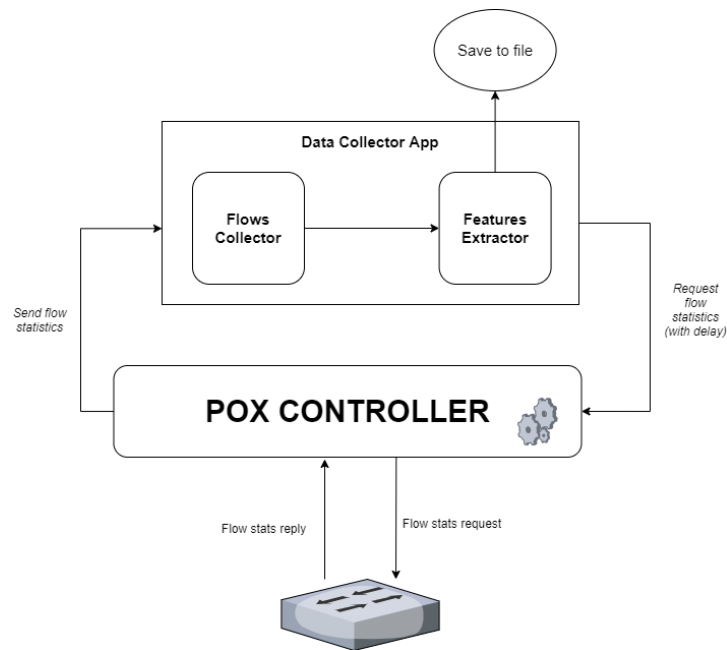 Save to file
Data Collector App
Flows
Collector
Features
Extractor
Send flow
statistics
Request
flow
statistics
(with delay)
POX CONTROLLER
Flow stats reply
Flow stats request